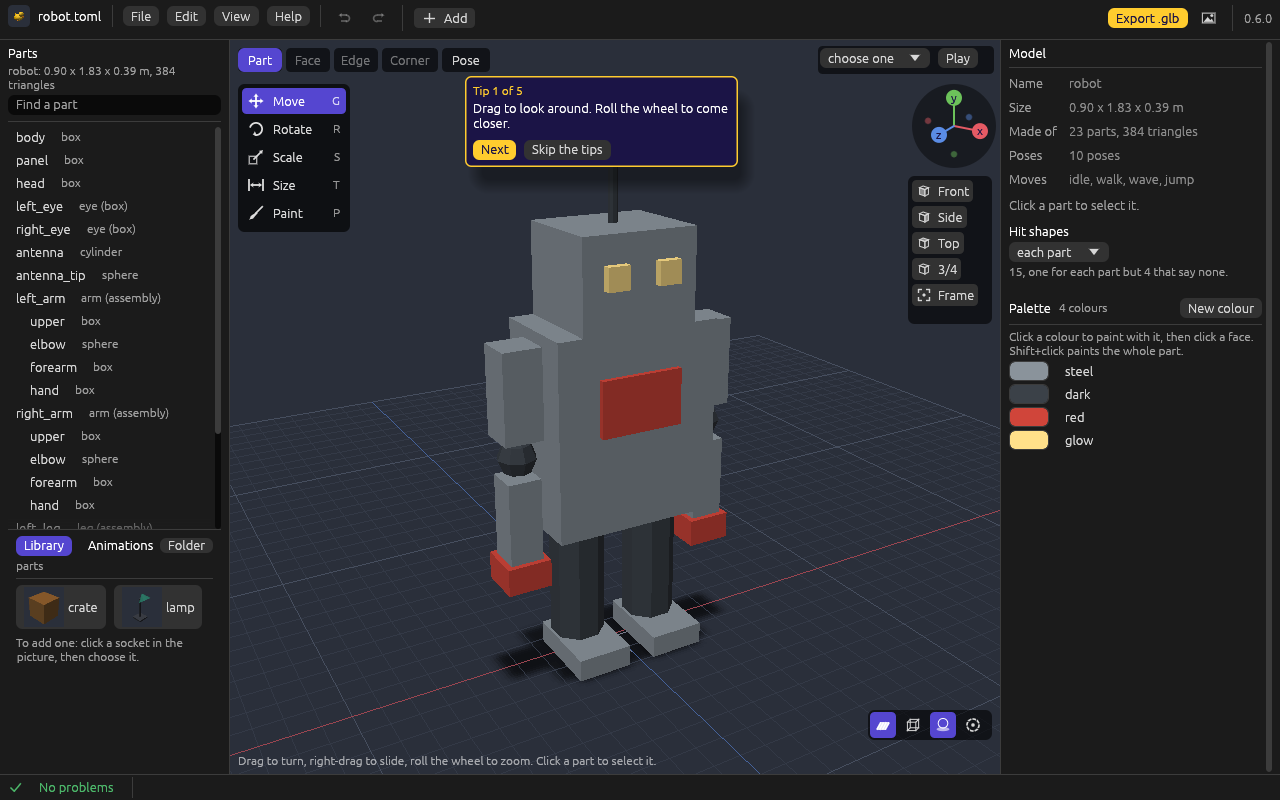 robot.toml
File
Edit
View
Help
Add
Export .glb
0.6.0
Parts
robot: 0.90 x 1.83 x 0.39 m, 384
triangles
Find a part
body box
panel box
head box
left_eye eye (box)
right_eye eye (box)
antenna cylinder
antenna_tip sphere
left_arm arm (assembly)
upper box
elbow sphere
forearm box
hand box
right_arm arm (assembly)
upper box
elbow sphere
forearm box
hand box
left_leg leg (assembly)
Library
Animations
Folder
parts
crate
lamp
To add one: click a socket in the
picture, then choose it.
No problems
Part
Face
Edge
Corner
Pose
Move G
Rotate R
Scale S
Size T
Paint P
Tip 1 of 5
Drag to look around. Roll the wheel to come
closer.
Next
Skip the tips
choose one
Play
y
x
z
Front
Side
Top
3/4
Frame
Drag to turn, right-drag to slide, roll the wheel to zoom. Click a part to select it.
Model
Name robot
Size 0.90 x 1.83 x 0.39 m
Made of 23 parts, 384 triangles
Poses 10 poses
Moves idle, walk, wave, jump
Click a part to select it.
Hit shapes
each part
15, one for each part but 4 that say none.
Palette 4 colours
New colour
Click a colour to paint with it, then click a face.
Shift+click paints the whole part.
steel
dark
red
glow